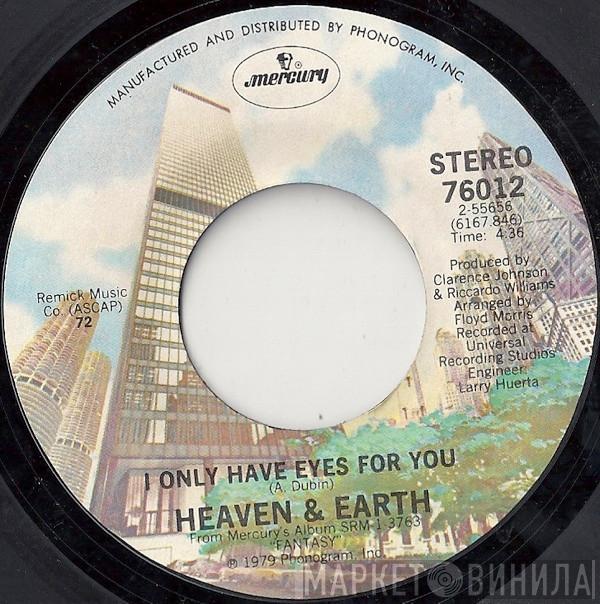 MANUFACTURED AND DISTRIBUTED BY PHONOGRAM, INC.
®
mercury
STEREO
76012
2-55656
(6167.846)
Time: 4:36
Produced by
Clarence Johnson
& Riccardo Williams
Arranged by
Floyd Morris
Recorded at
Universal
Recording Studios
Engineer:
Larry Huerta
Remick Music
Co. (ASCAP)
72
I ONLY HAVE EYES FOR YOU
(A. Dubin)
HEAVEN & EARTH
From Mercury's Album SRM-1-3763
"FANTASY"
℗ 1979 Phonogram, Inc.
МАРКЕТ ВИНИЛА